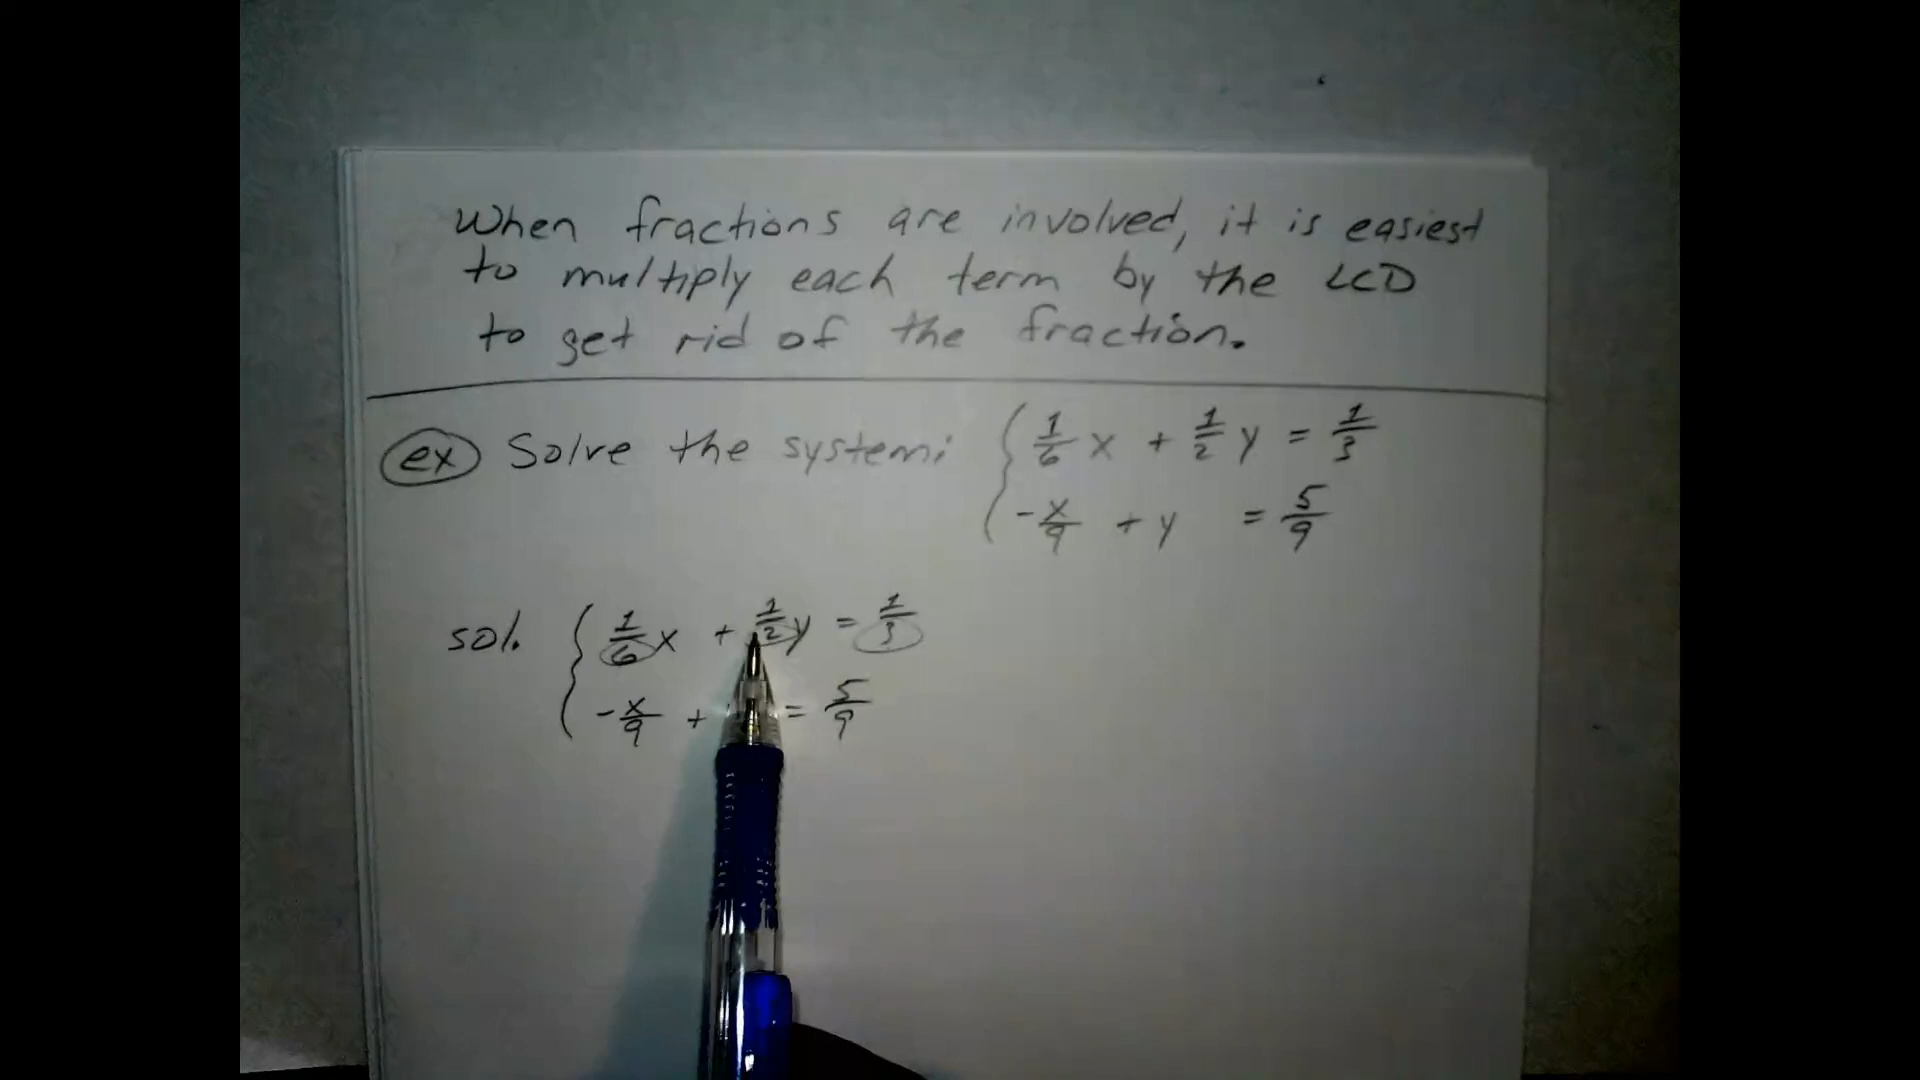 When fractions are involved, it is easiest
to multiply each term by the LCD
to get rid of the fraction.
ex Solve the system: { 1/6 x + 1/2 y = 1/3
-x/9 + y = 5/9
sol. { 1/6 x + 1/2 y = 1/3
-x/9 + = 5/9